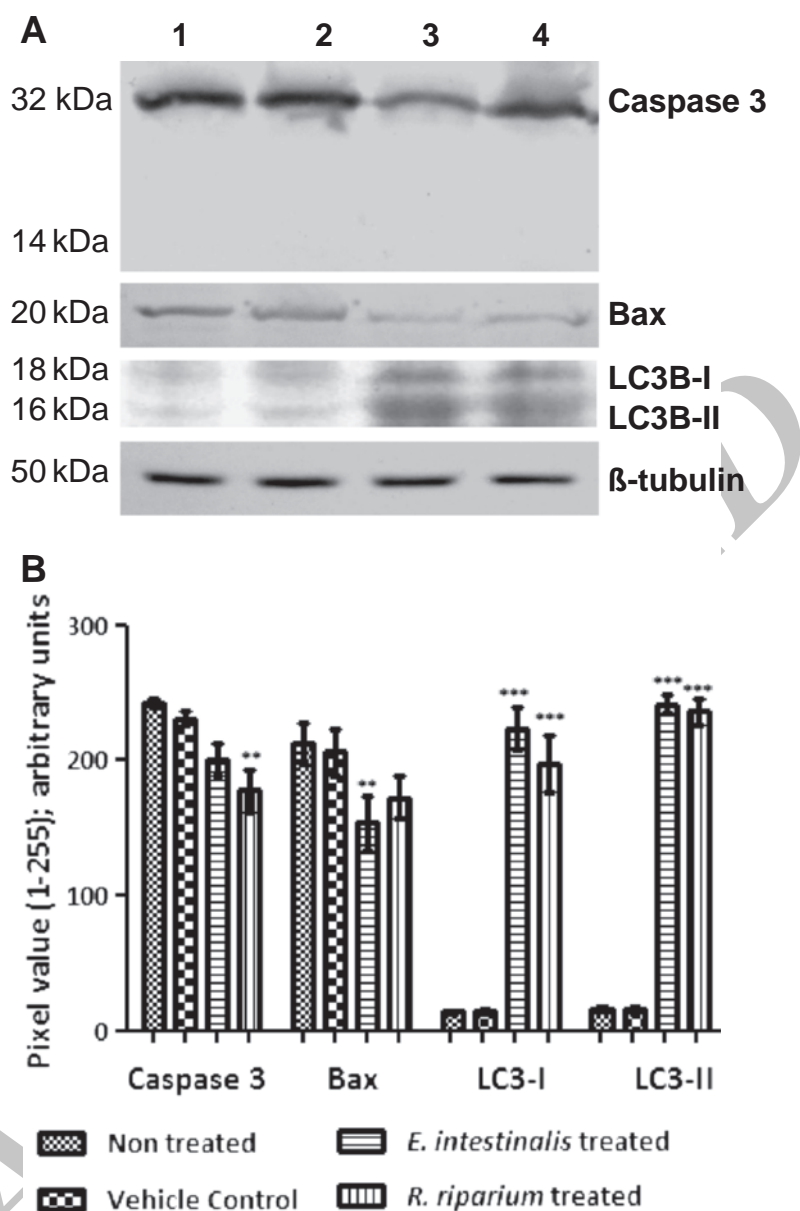 A
1 2 3 4
32 kDa Caspase 3
14 kDa
20 kDa Bax
18 kDa LC3B-I
16 kDa LC3B-II
50 kDa ß-tubulin
B
Pixel value (1-255); arbitrary units
300
200
100
0
** ** *** *** *** ***
Caspase 3 Bax LC3-I LC3-II
Non treated E. intestinalis treated
Vehicle Control R. riparium treated